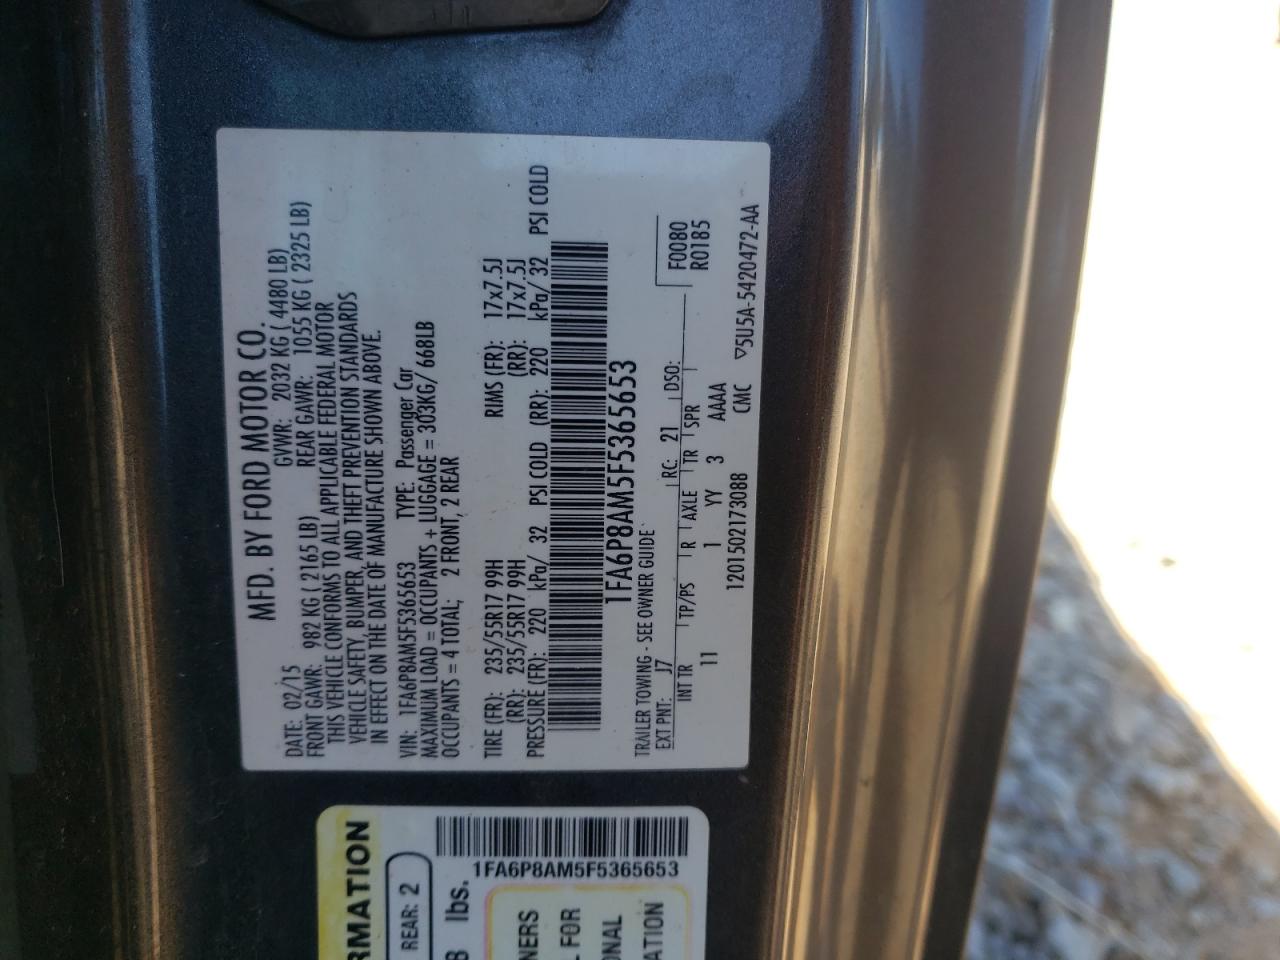 MFD. BY FORD MOTOR CO.
DATE: 02/15 GVWR: 2032 KG ( 4480 LB)
FRONT GAWR: 982 KG ( 2165 LB) REAR GAWR: 1055 KG ( 2325 LB)
THIS VEHICLE CONFORMS TO ALL APPLICABLE FEDERAL MOTOR
VEHICLE SAFETY, BUMPER, AND THEFT PREVENTION STANDARDS
IN EFFECT ON THE DATE OF MANUFACTURE SHOWN ABOVE.
VIN: 1FA6P8AM5F5365653 TYPE: Passenger Car
MAXIMUM LOAD = OCCUPANTS + LUGGAGE = 303KG/ 668LB
OCCUPANTS = 4 TOTAL; 2 FRONT, 2 REAR
TIRE (FR): 235/55R17 99H RIMS (FR): 17x7.5J
(RR): 235/55R17 99H (RR): 17x7.5J
PRESSURE (FR): 220 kPa/ 32 PSI COLD (RR): 220 kPa/ 32 PSI COLD
1FA6P8AM5F5365653
TRAILER TOWING - SEE OWNER GUIDE
EXT PNT: J7 RC: 21 DSO: F0080
INT TR TP/PS R AXLE TR SPR R0185
11 1 YY 3 AAAA
1201502173088 CMC ▽5U5A-5420472-AA
RMATION
REAR: 2
lbs.
1FA6P8AM5F5365653
NERS
L FOR
ONAL
ATION